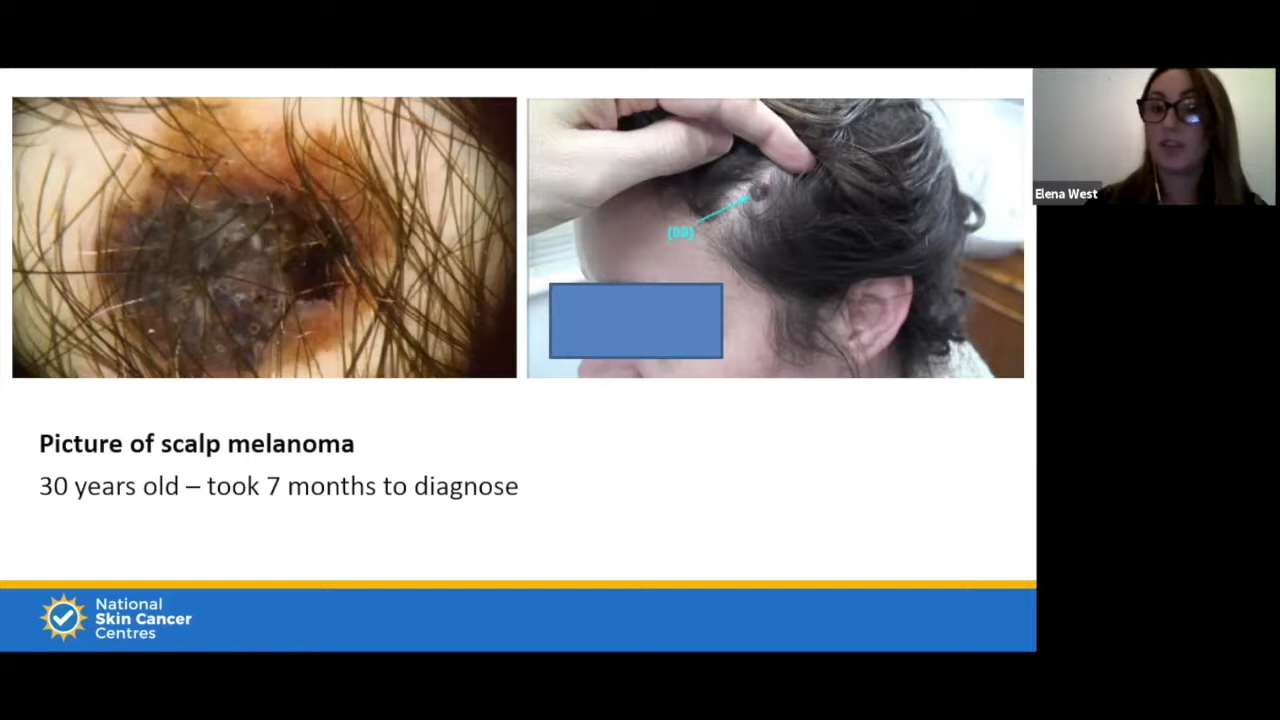 Elena West
Picture of scalp melanoma
30 years old – took 7 months to diagnose
National
Skin Cancer
Centres